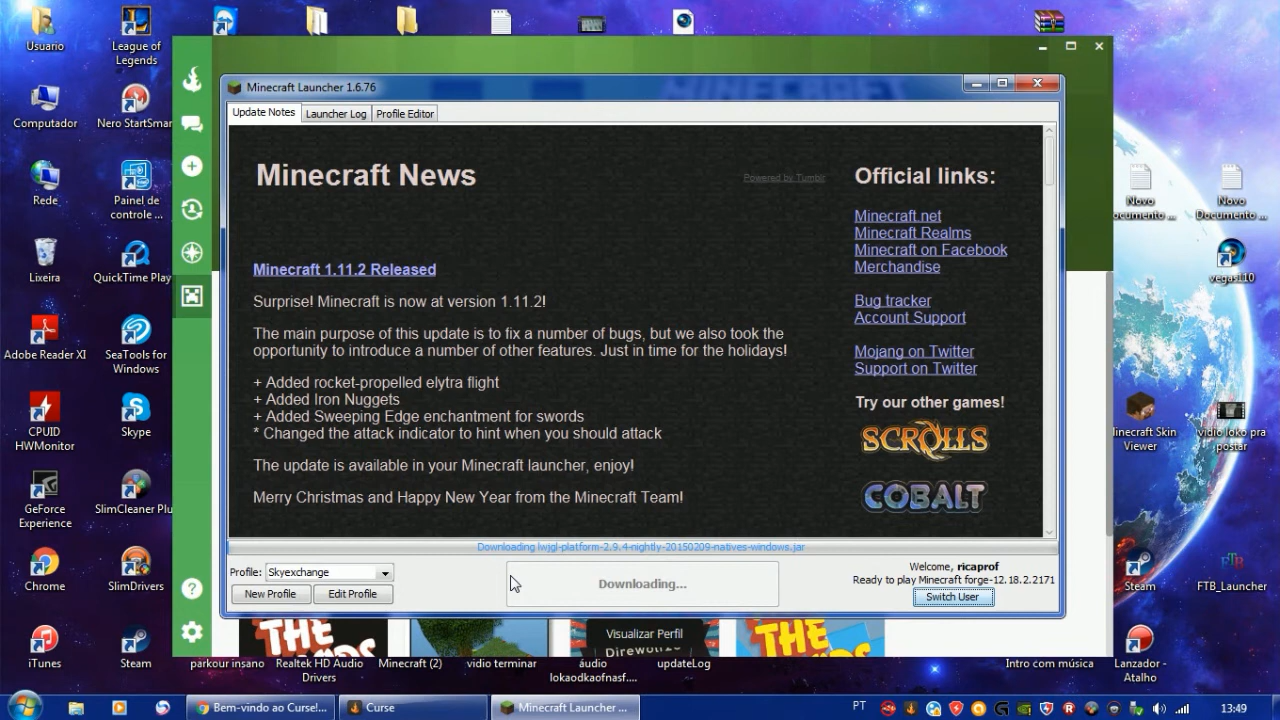 Usuario
League of
Legends
Computador
Nero StartSmar
Rede
Painel de
controle ...
Lixeira
QuickTime Play
Adobe Reader XI
SeaTools for
Windows
CPUID
HWMonitor
Skype
GeForce
Experience
SlimCleaner Plu
Chrome
SlimDrivers
iTunes
Steam
Minecraft Launcher 1.6.76
Update Notes
Launcher Log
Profile Editor
Minecraft News
Powered by Tumblr
Minecraft 1.11.2 Released
Surprise! Minecraft is now at version 1.11.2!
The main purpose of this update is to fix a number of bugs, but we also took the
opportunity to introduce a number of other features. Just in time for the holidays!
+ Added rocket-propelled elytra flight
+ Added Iron Nuggets
+ Added Sweeping Edge enchantment for swords
* Changed the attack indicator to hint when you should attack
The update is available in your Minecraft launcher, enjoy!
Merry Christmas and Happy New Year from the Minecraft Team!
Official links:
Minecraft.net
Minecraft Realms
Minecraft on Facebook
Merchandise
Bug tracker
Account Support
Mojang on Twitter
Support on Twitter
Try our other games!
SCROLLS
COBALT
Downloading lwjgl-platform-2.9.4-nightly-20150209-natives-windows.jar
Profile: Skyexchange
New Profile
Edit Profile
Downloading...
Welcome, ricaprof
Ready to play Minecraft forge-12.18.2.2171
Switch User
THE
Visualizar Perfil
THE
parkour insano
Realtek HD Audio
Drivers
Minecraft (2)
vidio terminar
áudio
lokaodkaofnasf....
updateLog
Intro com música
Novo
ocumento ...
Novo
Documento ...
vegas110
Minecraft Skin
Viewer
vidio loko pra
postar
Steam
FTB_Launcher
Lanzador -
Atalho
Bem-vindo ao Curse!...
Curse
Minecraft Launcher ...
PT
13:49